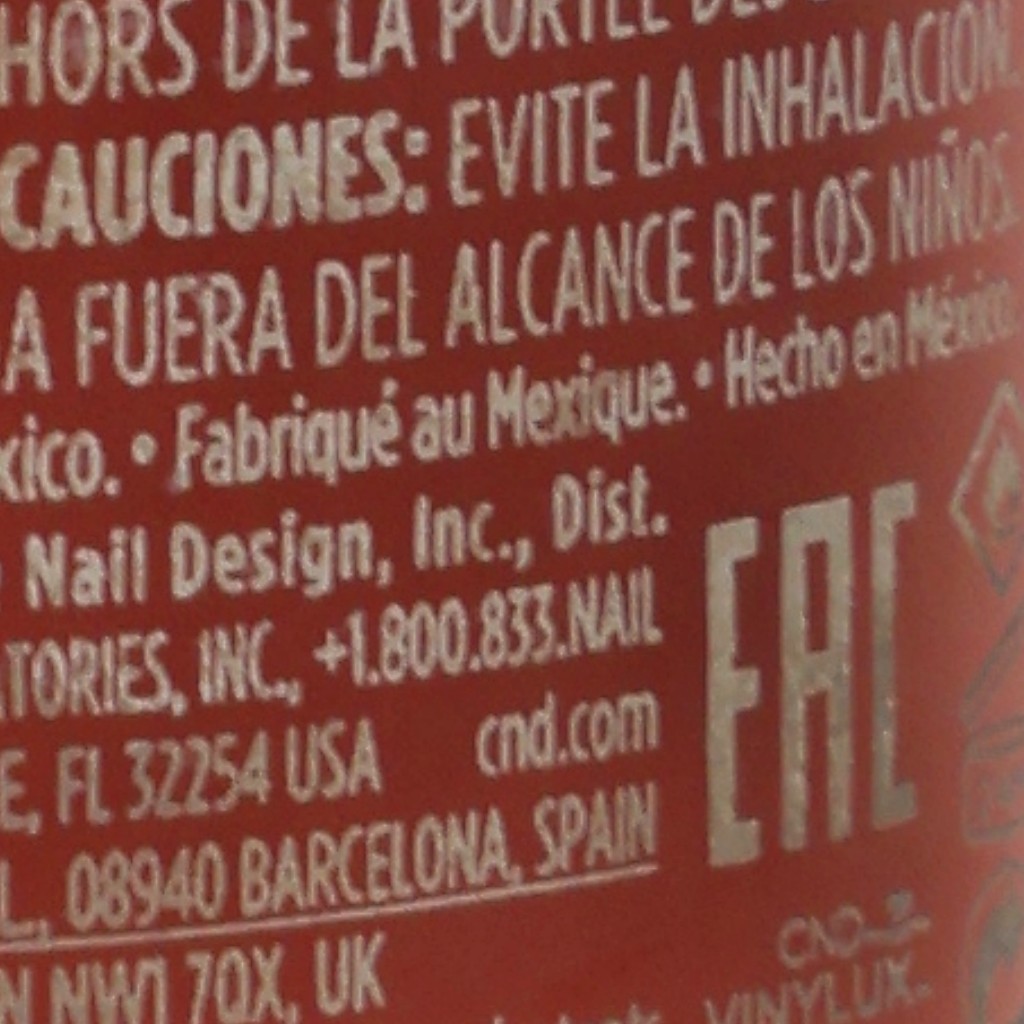 HORS DE LA PORTÉE DES
CAUCIONES: EVITE LA INHALACIÓN.
A FUERA DEL ALCANCE DE LOS NIÑOS.
xico. • Fabriqué au Mexique. • Hecho en México.
Nail Design, Inc., Dist.
TORIES, INC., +1.800.833.NAIL
E, FL 32254 USA cnd.com
L., 08940 BARCELONA, SPAIN
N NW1 7QX, UK
EAC
CND
VINYLUX